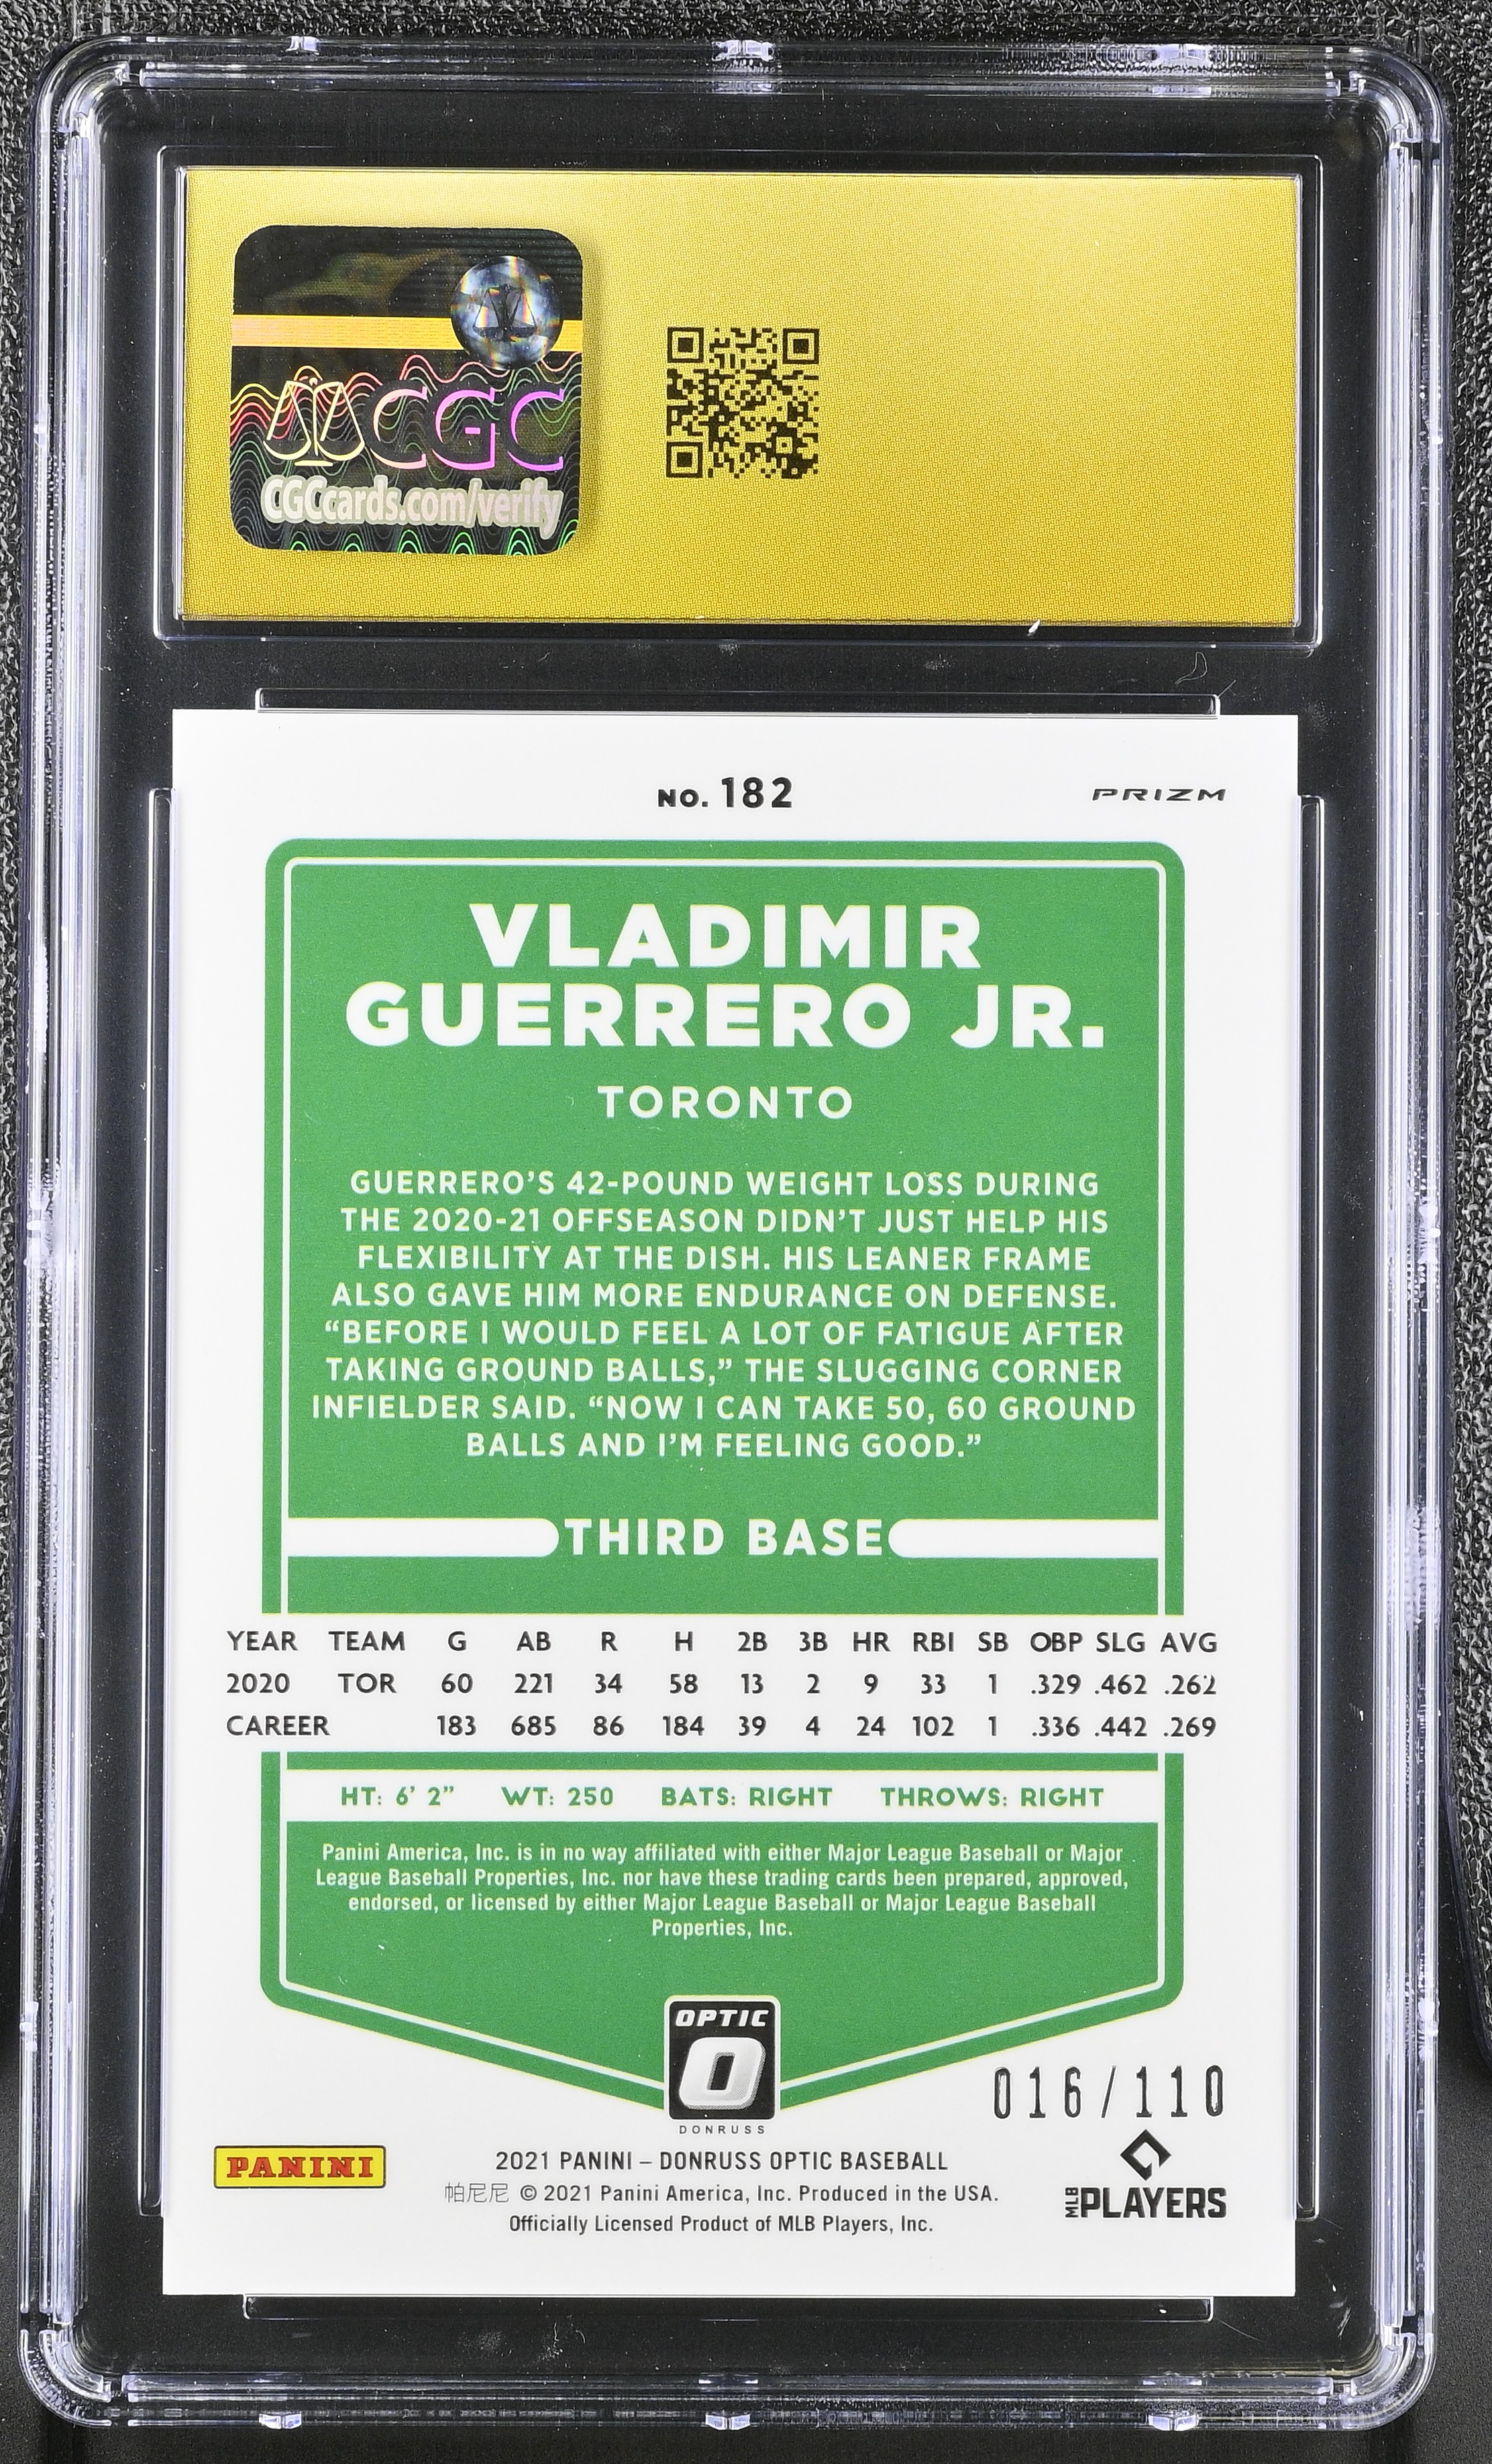 CGC
CGCcards.com/verify
NO. 182
PRIZM
VLADIMIR
GUERRERO JR.
TORONTO
GUERRERO'S 42-POUND WEIGHT LOSS DURING
THE 2020-21 OFFSEASON DIDN'T JUST HELP HIS
FLEXIBILITY AT THE DISH. HIS LEANER FRAME
ALSO GAVE HIM MORE ENDURANCE ON DEFENSE.
“BEFORE I WOULD FEEL A LOT OF FATIGUE AFTER
TAKING GROUND BALLS,” THE SLUGGING CORNER
INFIELDER SAID. “NOW I CAN TAKE 50, 60 GROUND
BALLS AND I'M FEELING GOOD.”
THIRD BASE
YEAR TEAM G AB R H 2B 3B HR RBI SB OBP SLG AVG
2020 TOR 60 221 34 58 13 2 9 33 1 .329 .462 .262
CAREER 183 685 86 184 39 4 24 102 1 .336 .442 .269
HT: 6' 2" WT: 250 BATS: RIGHT THROWS: RIGHT
Panini America, Inc. is in no way affiliated with either Major League Baseball or Major
League Baseball Properties, Inc. nor have these trading cards been prepared, approved,
endorsed, or licensed by either Major League Baseball or Major League Baseball
Properties, Inc.
OPTIC
O
DONRUSS
016/110
PANINI
2021 PANINI – DONRUSS OPTIC BASEBALL
帕尼尼 © 2021 Panini America, Inc. Produced in the USA.
Officially Licensed Product of MLB Players, Inc.
MLB PLAYERS